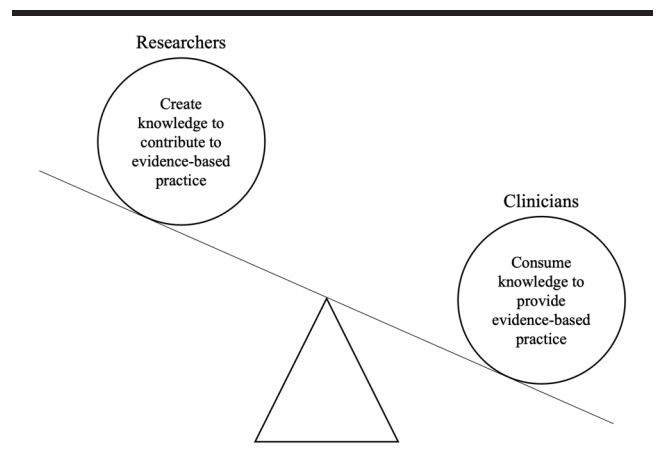 Researchers
Create
knowledge to
contribute to
evidence-based
practice
Clinicians
Consume
knowledge to
provide
evidence-based
practice